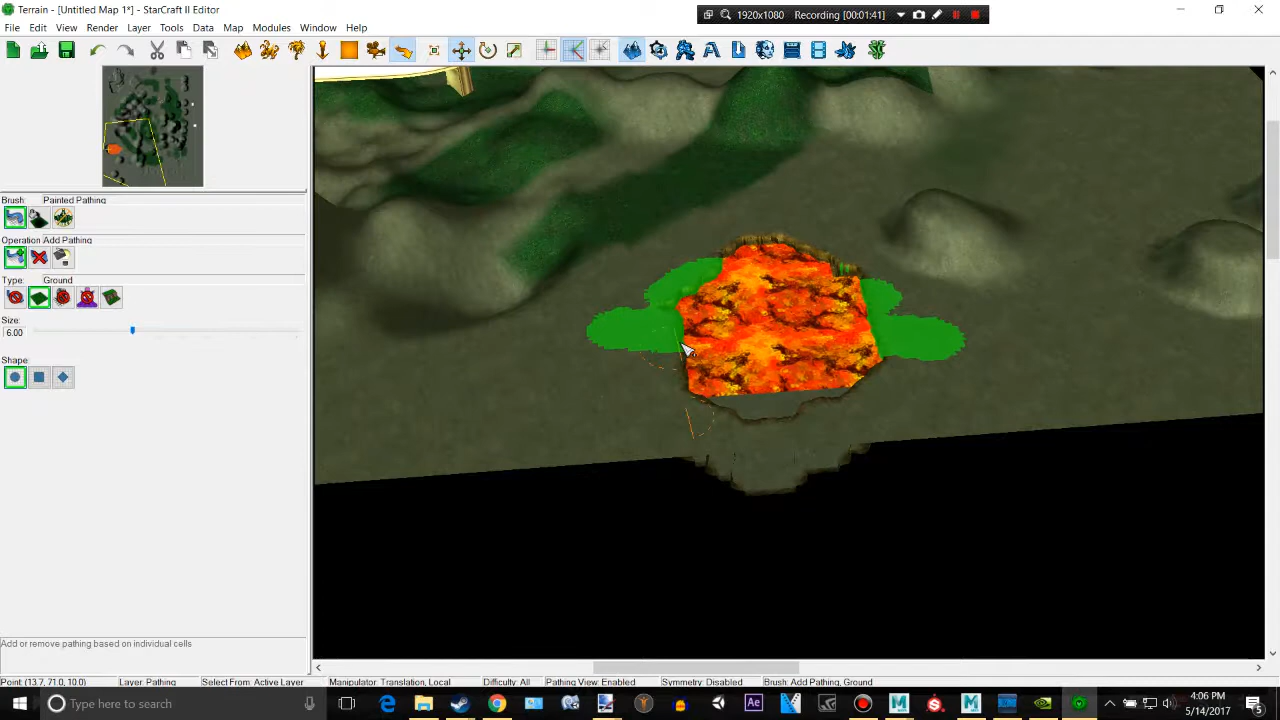 Terrain - [Untitled Map 1*] - StarCraft II Editor
1920x1080 Recording [00:01:41]
File Edit View Render Layer Tools Data Map Modules Window Help
Brush: Painted Pathing
Operation Add Pathing
Type: Ground
Size:
6.00
Shape:
Add or remove pathing based on individual cells
Point: (13.7, 71.0, 10.0) Layer: Pathing Select From: Active Layer Manipulator: Translation, Local Difficulty: All Pathing View: Enabled Symmetry: Disabled Brush: Add Pathing, Ground
Type here to search
Ae
4:06 PM
5/14/2017
5